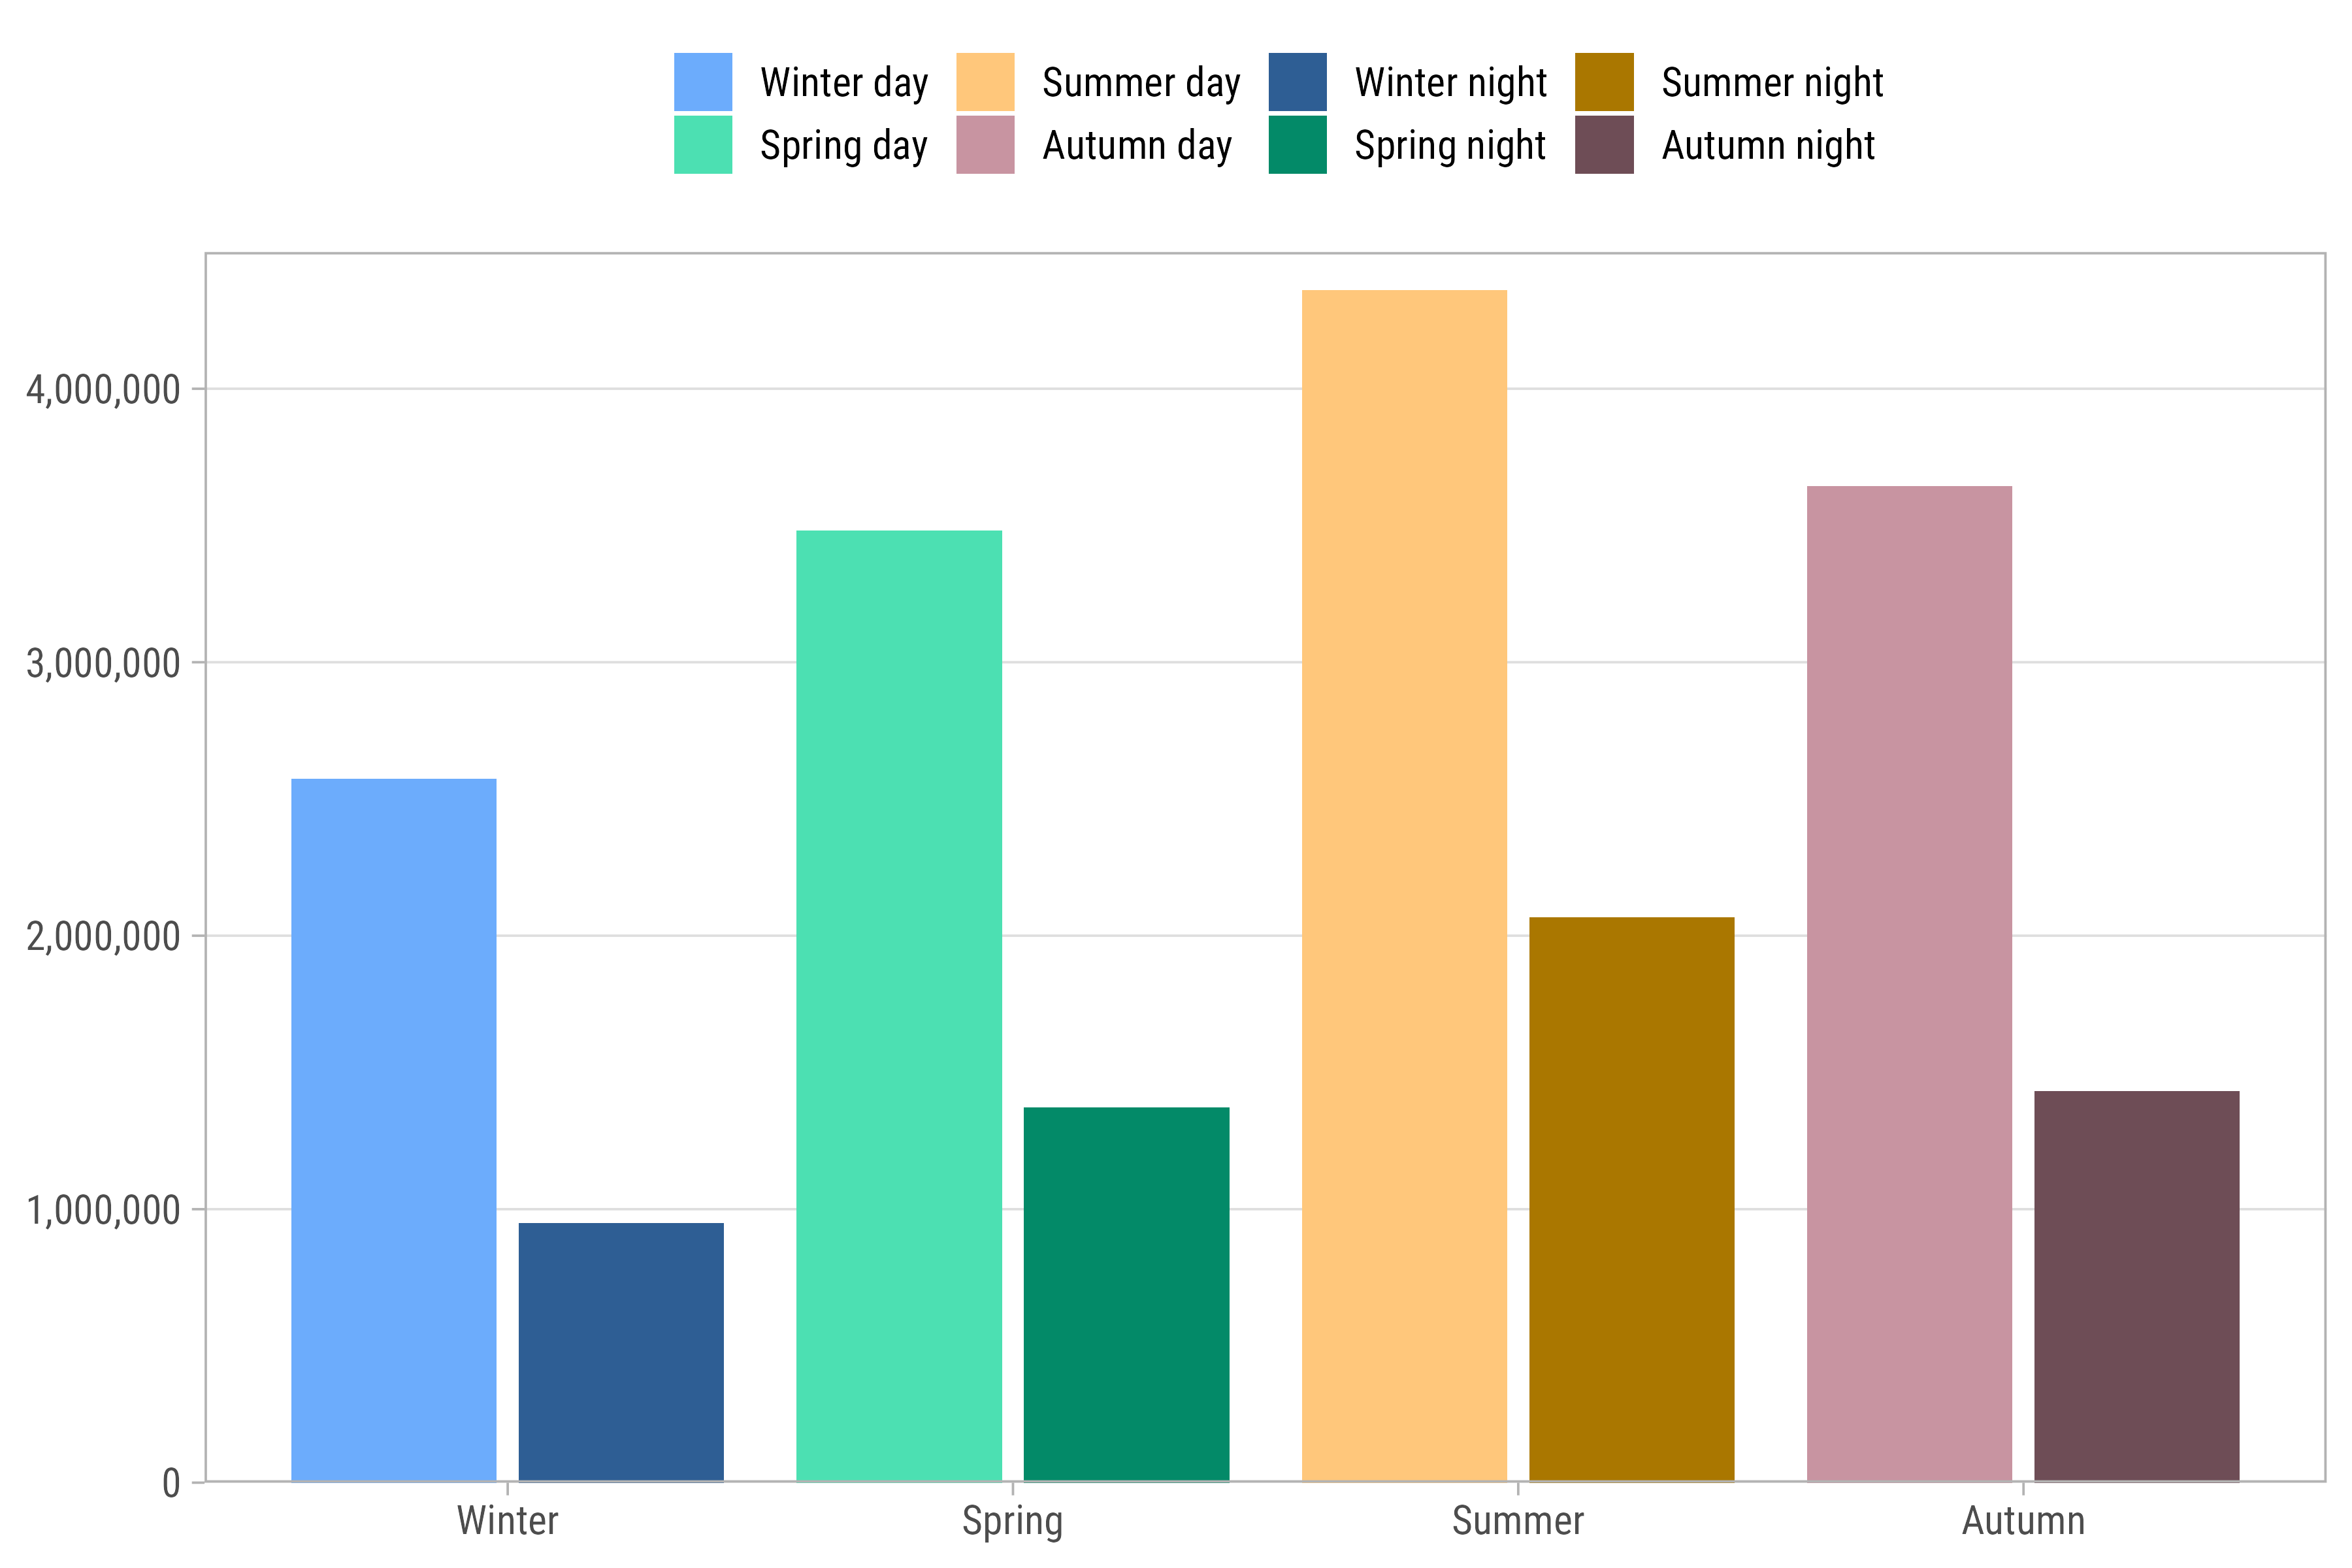 Winter day Summer day Winter night Summer night
Spring day Autumn day Spring night Autumn night
4,000,000
3,000,000
2,000,000
1,000,000
0
Winter Spring Summer Autumn